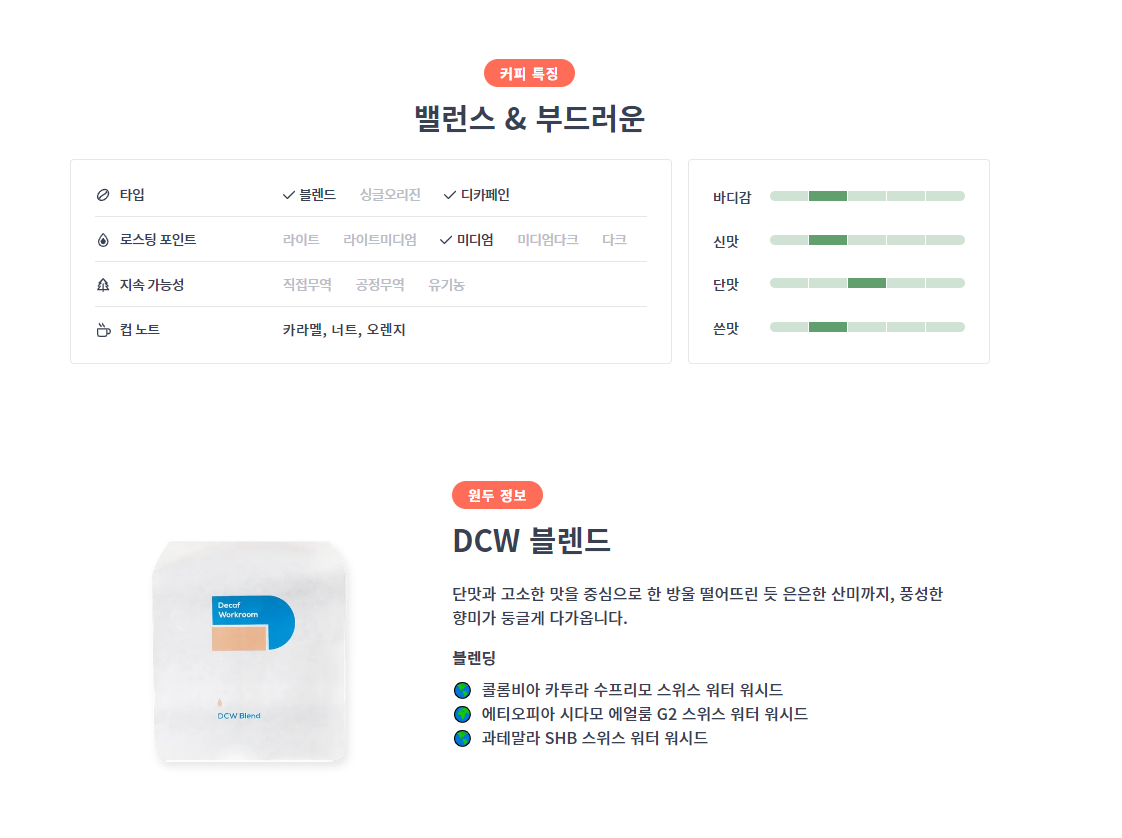 커피 특징
밸런스 & 부드러운
타입 블렌드 싱글오리진 디카페인
로스팅 포인트 라이트 라이트미디엄 미디엄 미디엄다크 다크
지속 가능성 직접무역 공정무역 유기농
컵 노트 카라멜, 너트, 오렌지
바디감
신맛
단맛
쓴맛
원두 정보
DCW 블렌드
단맛과 고소한 맛을 중심으로 한 방울 떨어뜨린 듯 은은한 산미까지, 풍성한
향미가 둥글게 다가옵니다.
블렌딩
콜롬비아 카투라 수프리모 스위스 워터 워시드
에티오피아 시다모 에얼룸 G2 스위스 워터 워시드
과테말라 SHB 스위스 워터 워시드
Decaf
Workroom
DCW Blend